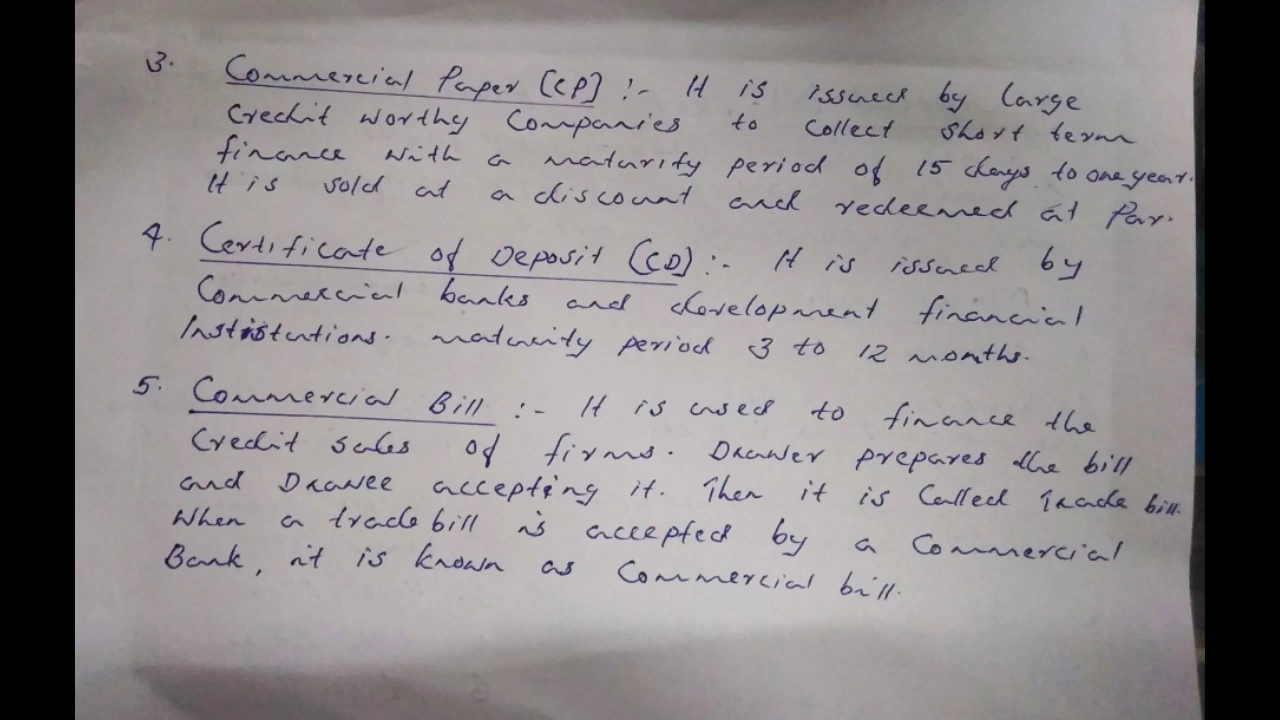 3. Commercial Paper (CP) :- It is issued by large
credit worthy Companies to collect short term
finance with a maturity period of 15 days to one year.
It is sold at a discount and redeemed at Par.
4. Certificate of Deposit (CD) :- It is issued by
Commercial banks and development financial
Institutions. maturity period 3 to 12 months.
5. Commercial Bill :- It is used to finance the
Credit sales of firms. Drawer prepares the bill
and Drawee accepting it. Then it is Called Trade bill.
When a trade bill is accepted by a Commercial
Bank, it is known as Commercial bill.